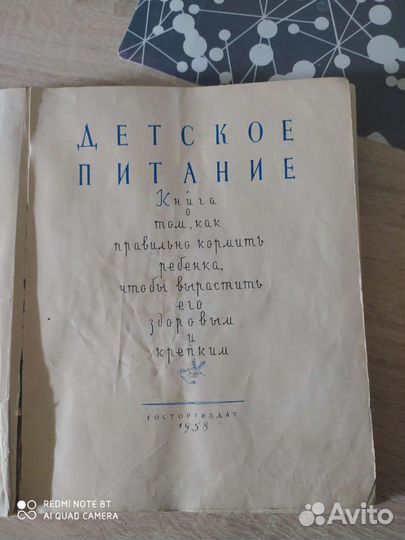 ДЕТСКОЕ
ПИТАНИЕ
Книга
о
том, как
правильно кормить
ребенка,
чтобы вырастить
его
здоровым
и
крепким
ГОСТОРГИЗДАТ
1958
REDMI NOTE 8T
AI QUAD CAMERA
Avito